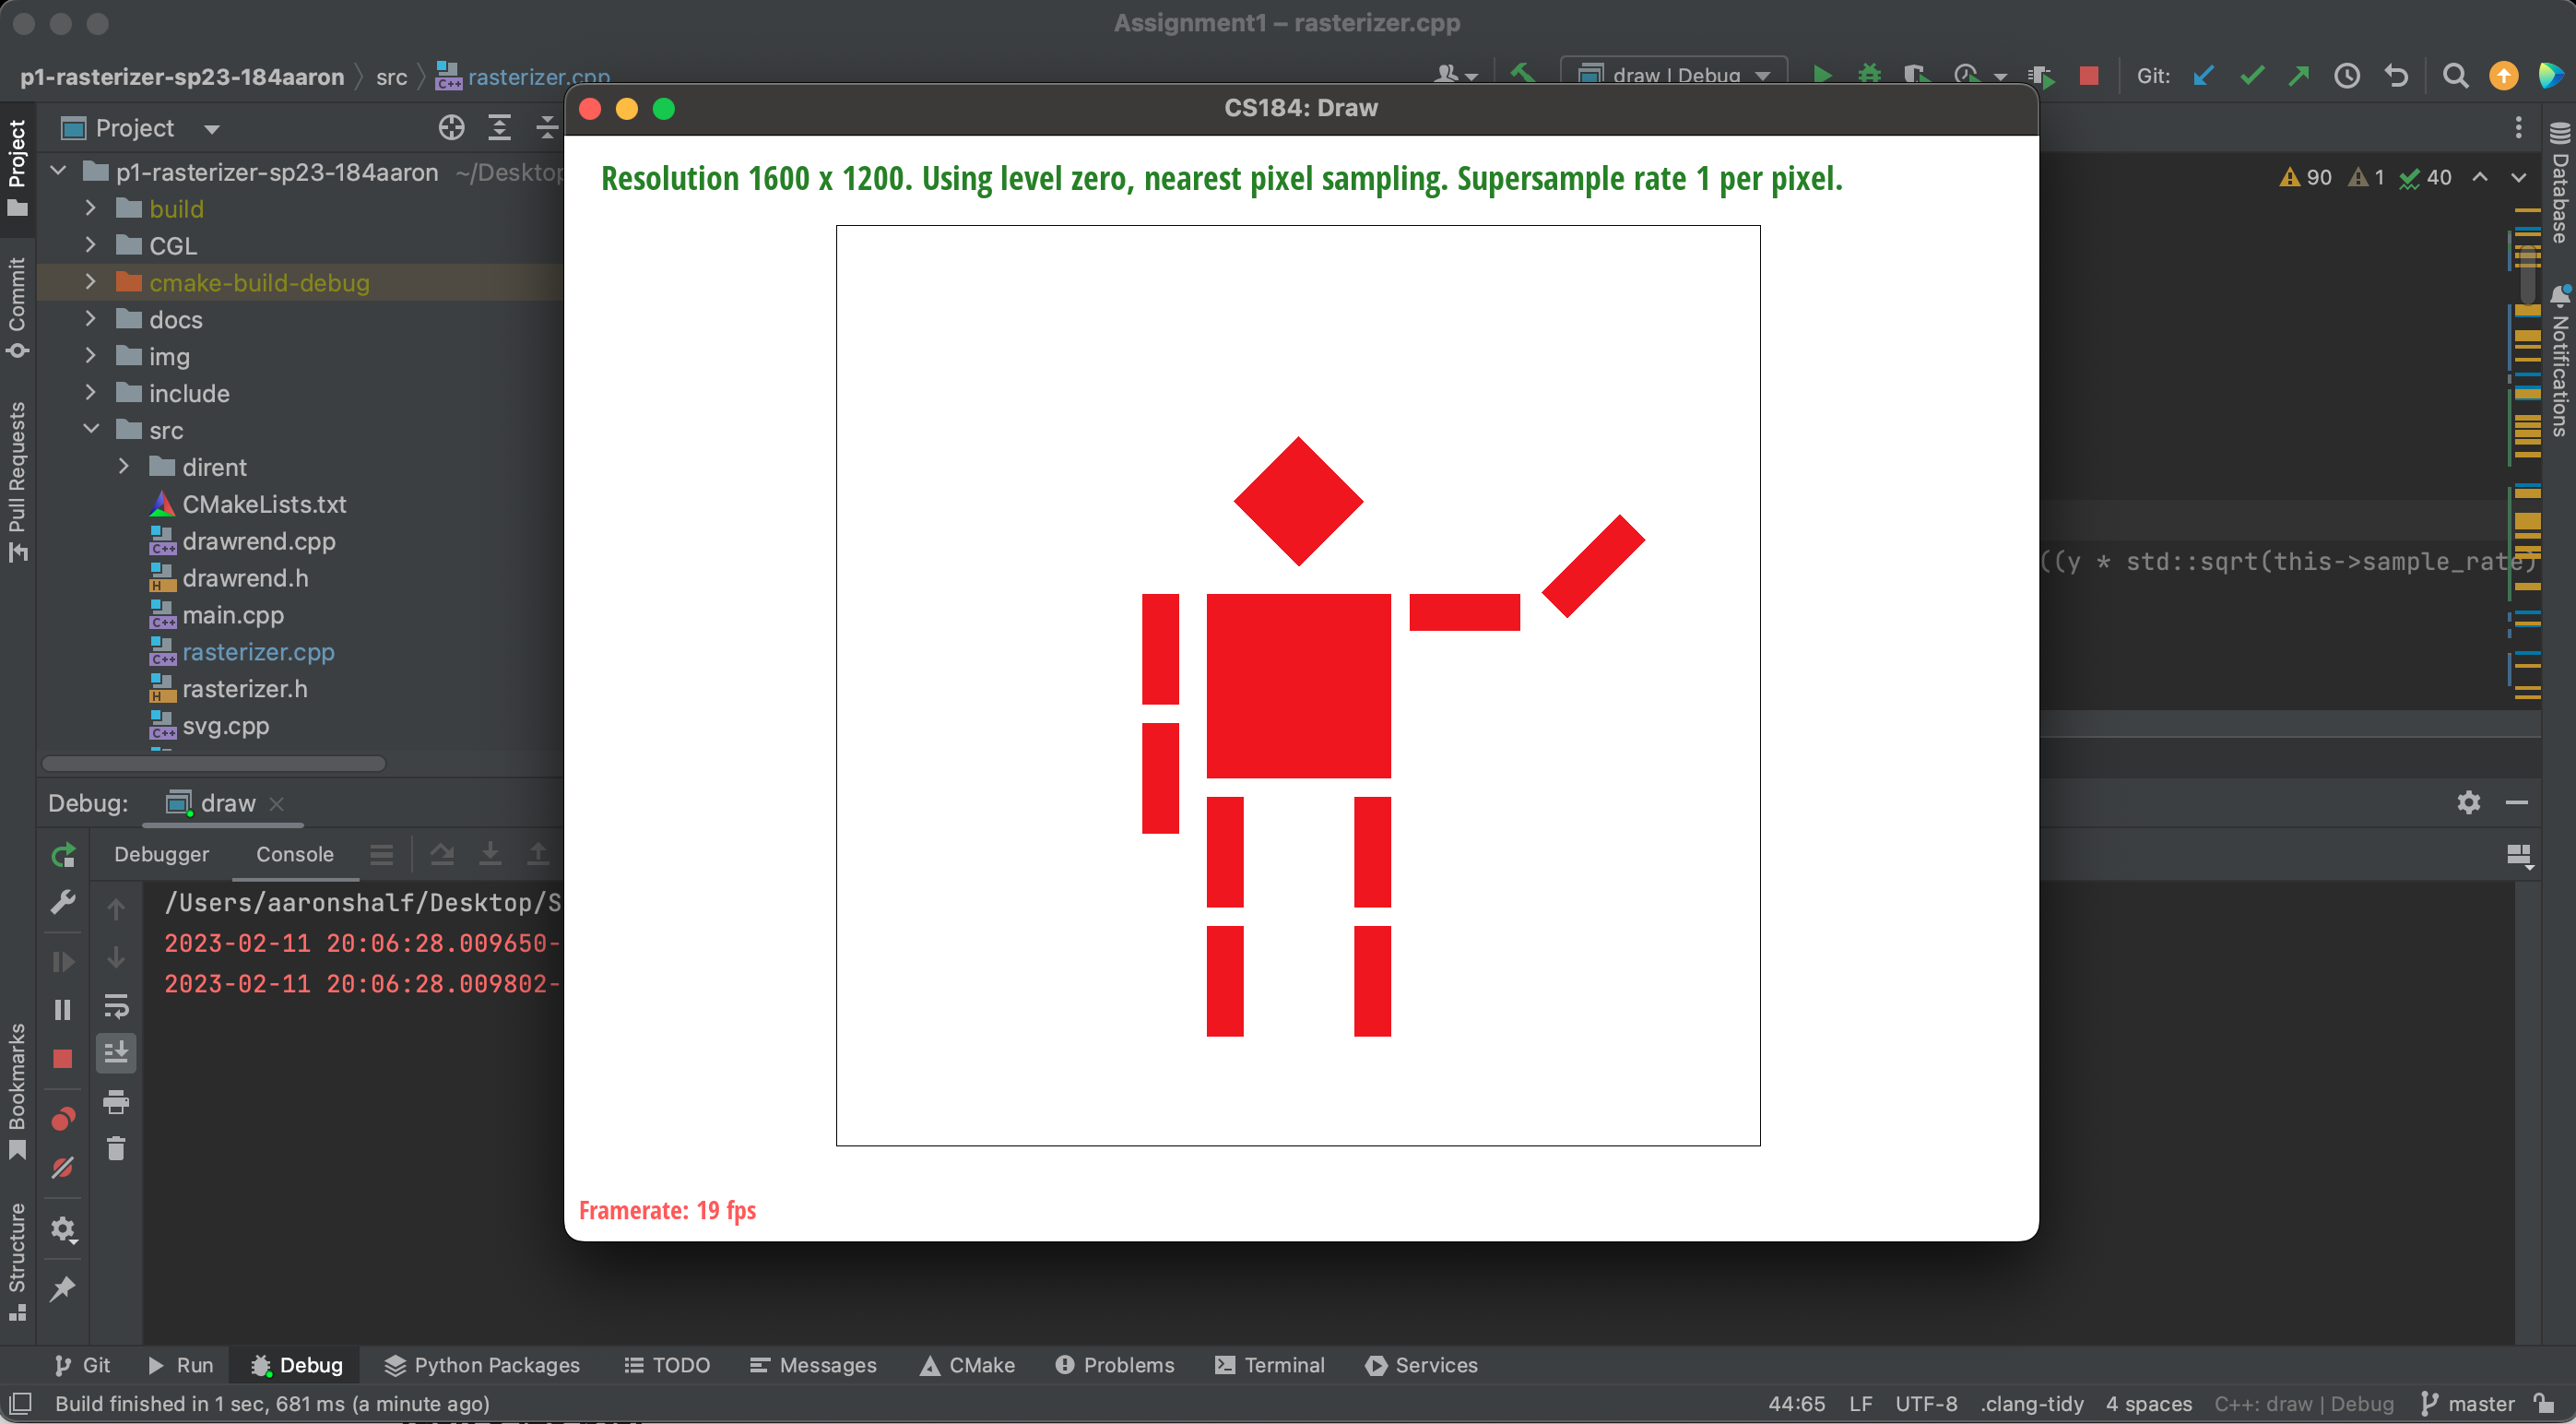 Assignment1 – rasterizer.cpp
p1-rasterizer-sp23-184aaron
src
rasterizer.cpp
draw | Debug
Git:
Project
CS184: Draw
Resolution 1600 x 1200. Using level zero, nearest pixel sampling. Supersample rate 1 per pixel.
Framerate: 19 fps
Project
Commit
Pull Requests
Bookmarks
Structure
p1-rasterizer-sp23-184aaron ~/Desktop
build
CGL
cmake-build-debug
docs
img
include
src
dirent
CMakeLists.txt
drawrend.cpp
drawrend.h
main.cpp
rasterizer.cpp
rasterizer.h
svg.cpp
90 1 40
((y * std::sqrt(this->sample_rate)
Database
Notifications
Debug: draw
Debugger Console
/Users/aaronshalf/Desktop/S
2023-02-11 20:06:28.009650-
2023-02-11 20:06:28.009802-
Git Run Debug Python Packages TODO Messages CMake Problems Terminal Services
Build finished in 1 sec, 681 ms (a minute ago)
44:65 LF UTF-8 .clang-tidy 4 spaces C++: draw | Debug master